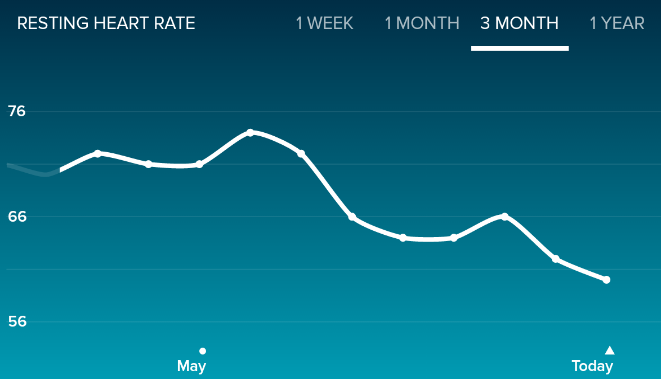 RESTING HEART RATE 1 WEEK 1 MONTH 3 MONTH 1 YEAR
76
66
56
May Today